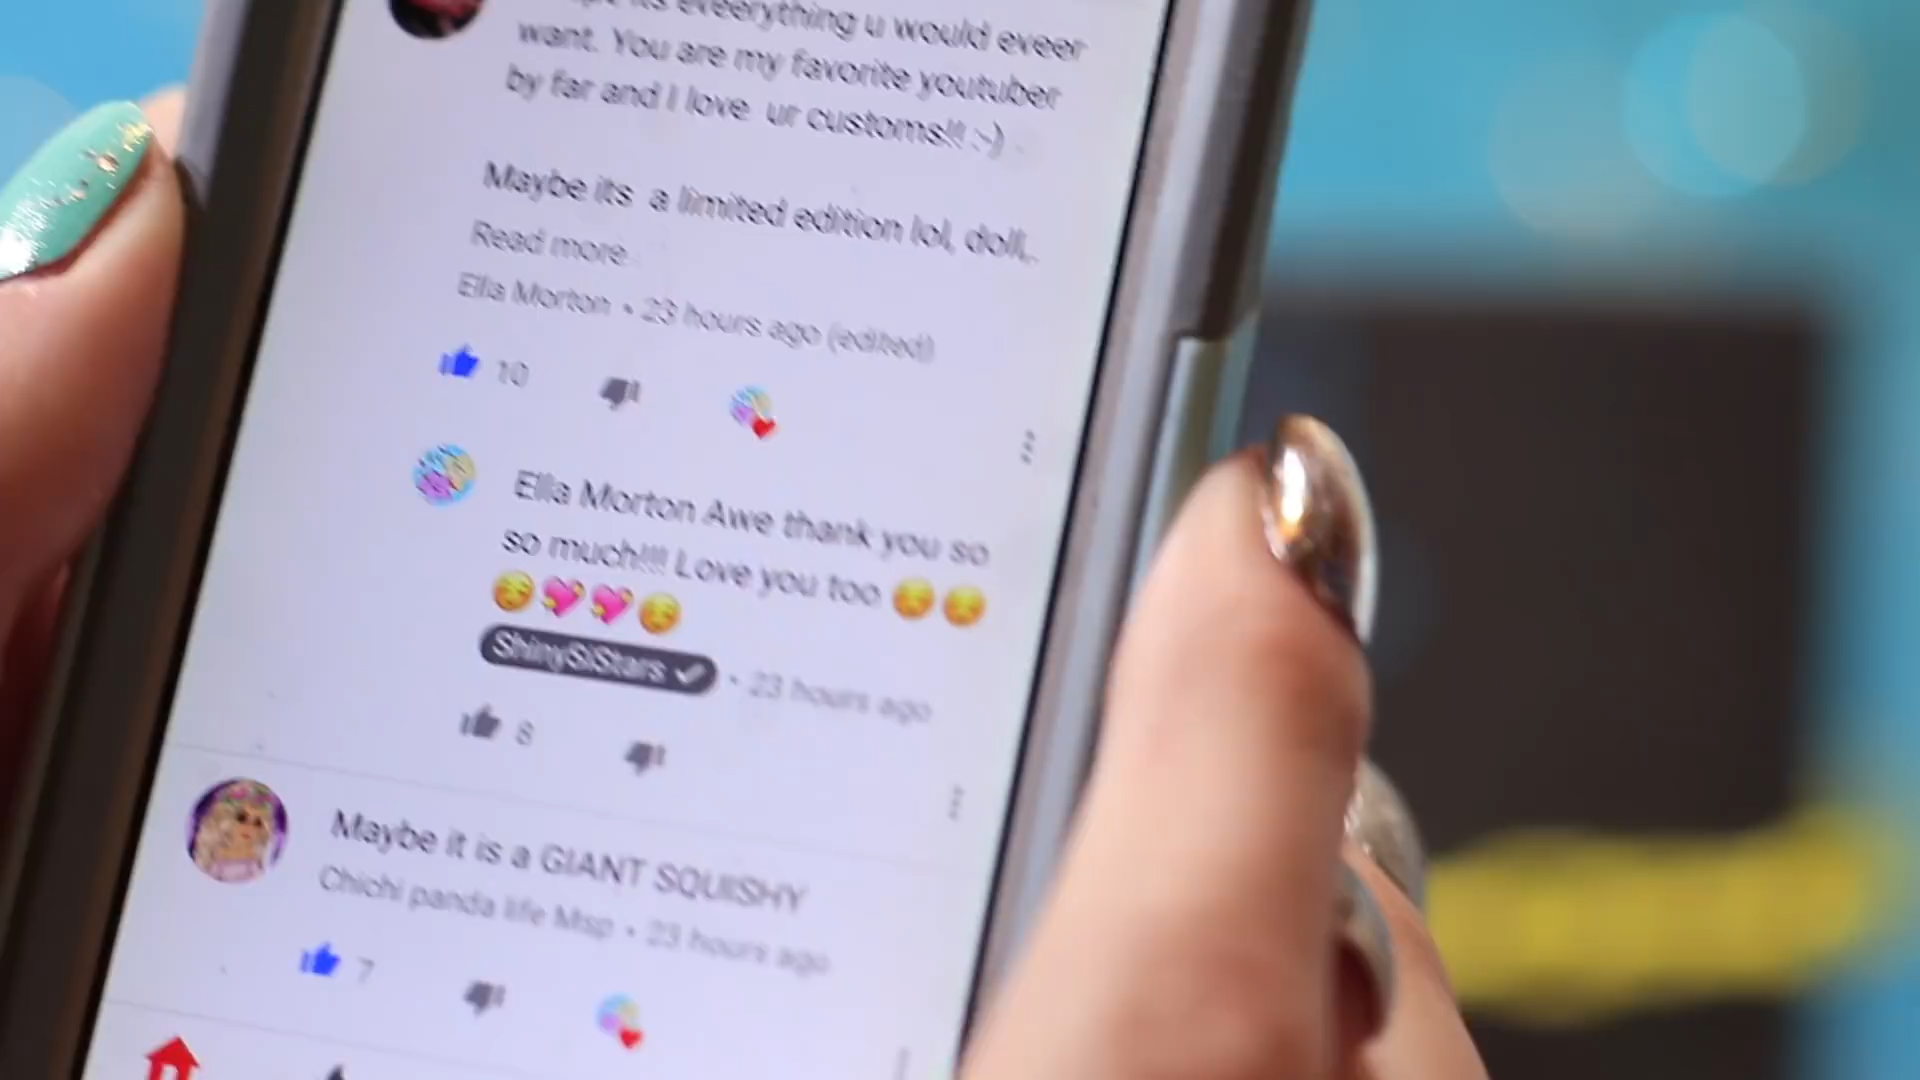 its eveerything u would eveer
want. You are my favorite youtuber
by far and I love ur customs!!! :-)
Maybe its a limited edition lol, doll,.
Read more
Ella Morton • 23 hours ago (edited)
10
Ella Morton Awe thank you so
so much!!!! Love you too 😊😊
😊💖💖😊
ShinySiStars ✔ • 23 hours ago
8
Maybe it is a GIANT SQUISHY
Chichi panda life Msp • 23 hours ago
7